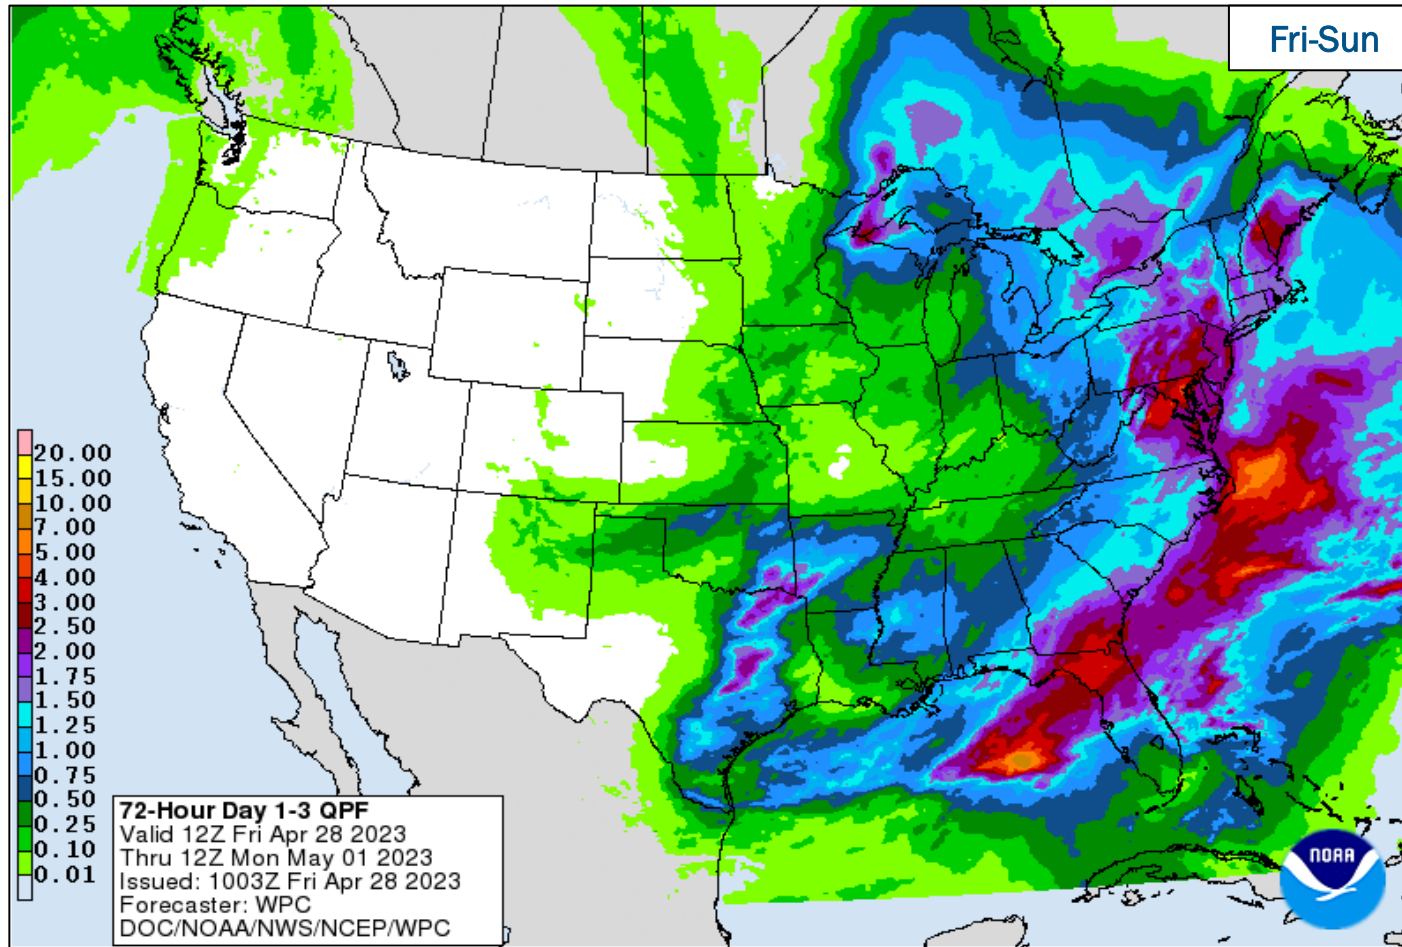 Fri-Sun
20.00
15.00
10.00
7.00
5.00
4.00
3.00
2.50
2.00
1.75
1.50
1.25
1.00
0.75
0.50
0.25
0.10
0.01
72-Hour Day 1-3 QPF
Valid 12Z Fri Apr 28 2023
Thru 12Z Mon May 01 2023
Issued: 1003Z Fri Apr 28 2023
Forecaster: WPC
DOC/NOAA/NWS/NCEP/WPC
NOAA